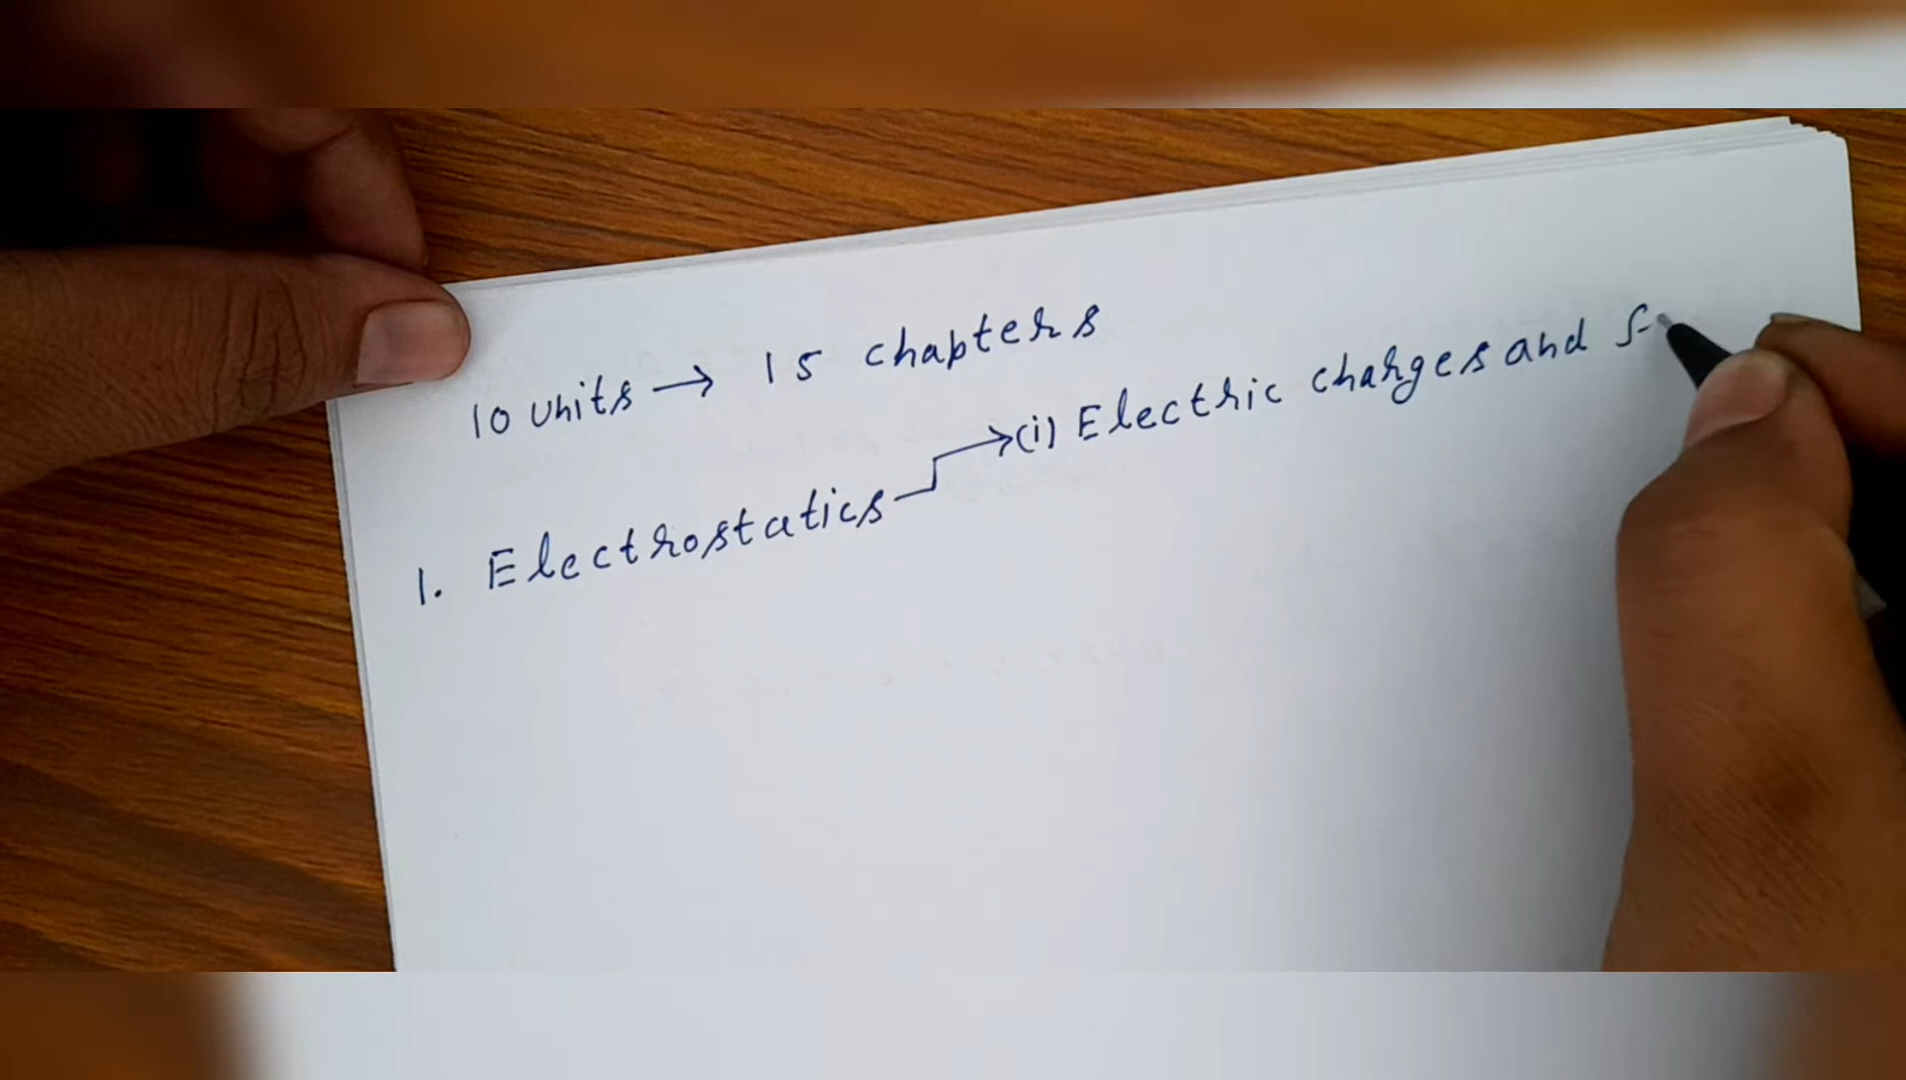 10 units → 15 chapters
1. Electrostatics → (i) Electric charges and